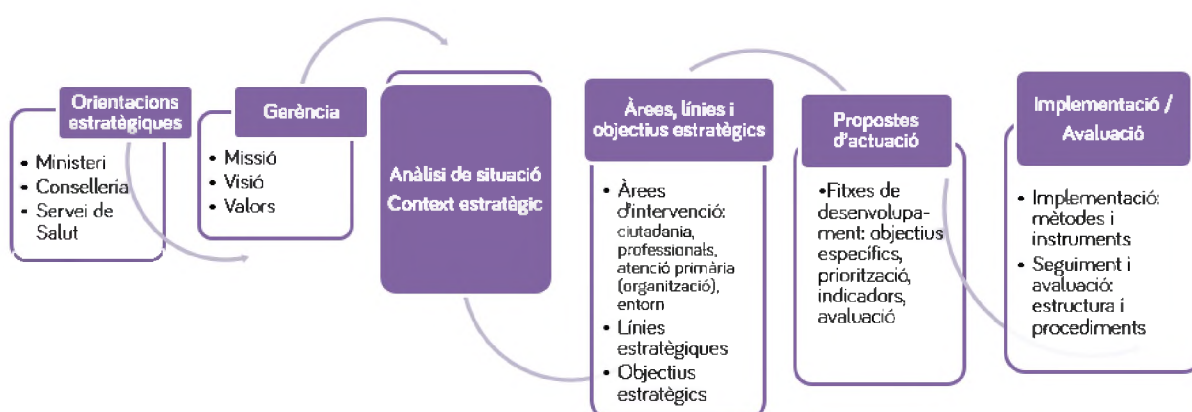 Orientacions
estratègiques
• Ministeri
• Conselleria
• Servei de
Salut
Gerència
• Missió
• Visió
• Valors
Anàlisi de situació
Context estratègic
Àrees, línies i
objectius estratègics
• Àrees
d'intervenció:
ciutadania,
professionals,
atenció primària
(organització),
entorn
• Línies
estratègiques
• Objectius
estratègics
Propostes
d'actuació
•Fitxes de
desenvolupa-
ment: objectius
específics,
priorització,
indicadors,
avaluació
Implementació /
Avaluació
• Implementació:
mètodes i
instruments
• Seguiment i
avaluació:
estructura i
procediments